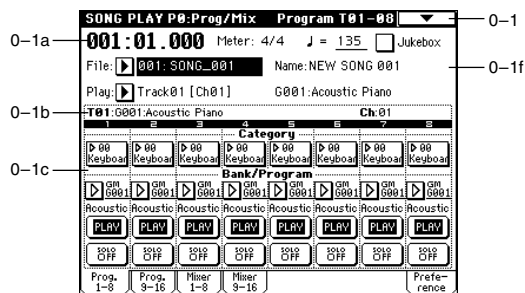 SONG PLAY P0:Prog/Mix Program T01-08
0–1
0–1a
001:01.000 Meter: 4/4 ♩ = 135 Jukebox
File: 001: SONG_001 Name:NEW SONG 001
0–1f
Play: Track01 [Ch01] G001:Acoustic Piano
0–1b
T01:G001:Acoustic Piano Ch:01
1 2 3 4 5 6 7 8
Category
00 00 00 00 00 00 00 00
Keyboar Keyboar Keyboar Keyboar Keyboar Keyboar Keyboar Keyboar
0–1c
Bank/Program
GM GM GM GM GM GM GM GM
G001 G001 G001 G001 G001 G001 G001 G001
Acoustic Acoustic Acoustic Acoustic Acoustic Acoustic Acoustic Acoustic
PLAY PLAY PLAY PLAY PLAY PLAY PLAY PLAY
SOLO SOLO SOLO SOLO SOLO SOLO SOLO SOLO
OFF OFF OFF OFF OFF OFF OFF OFF
Prog. Prog. Mixer Mixer Prefe-
1–8 9–16 1–8 9–16 rence